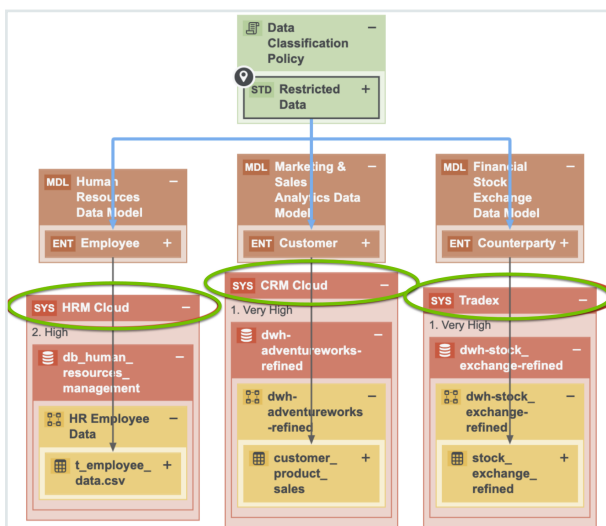 Data
Classification
Policy
STD Restricted
Data
MDL Human
Resources
Data Model
ENT Employee
MDL Marketing &
Sales
Analytics Data
Model
ENT Customer
MDL Financial
Stock
Exchange
Data Model
ENT Counterparty
SYS HRM Cloud
2. High
db_human_
resources_
management
HR Employee
Data
t_employee_
data.csv
SYS CRM Cloud
1. Very High
dwh-
adventureworks-
refined
dwh-
adventureworks
-refined
customer_
product_
sales
SYS Tradex
1. Very High
dwh-stock_
exchange-refined
dwh-stock_
exchange-
refined
stock_
exchange_
refined